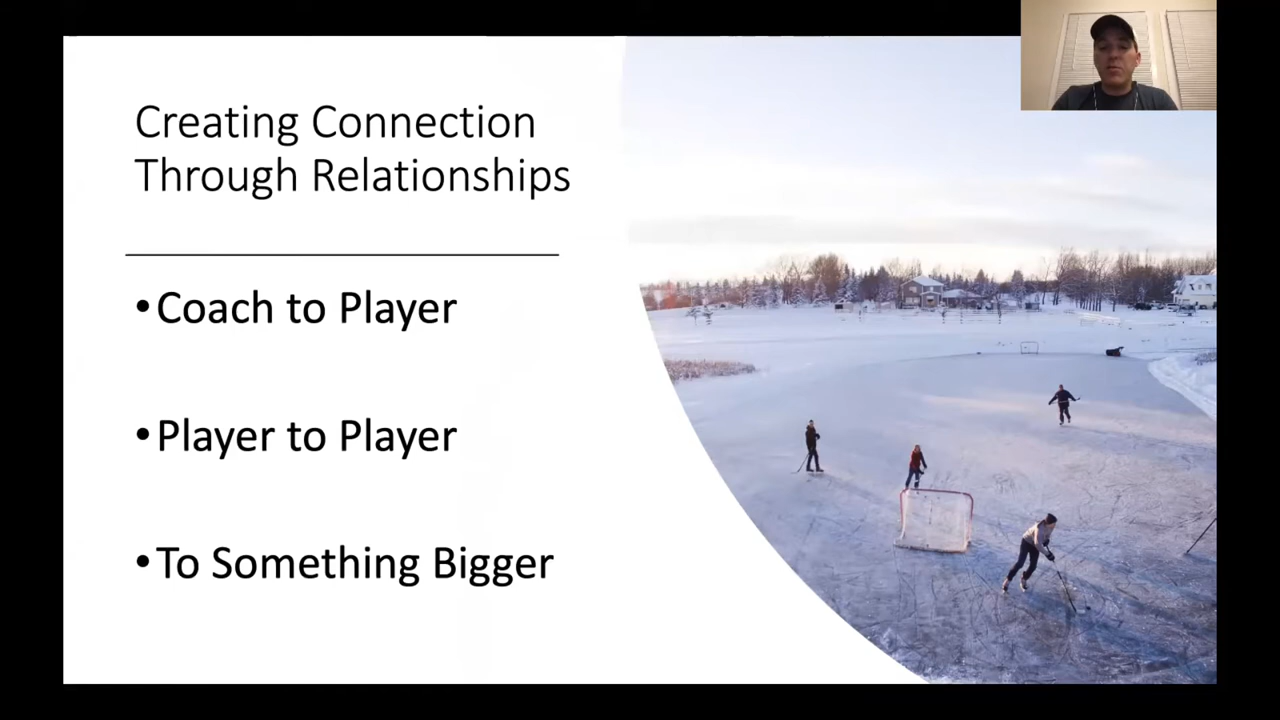 Creating Connection
Through Relationships
•Coach to Player
•Player to Player
•To Something Bigger